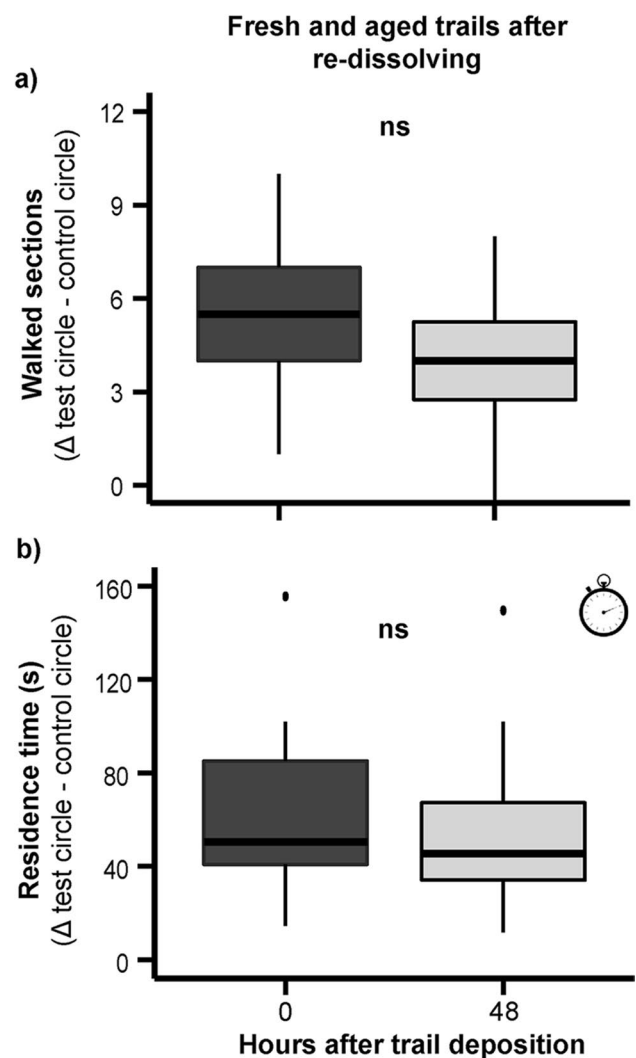 Fresh and aged trails after
re-dissolving
a)
Walked sections
(Δ test circle - control circle)
12
9
6
3
0
ns
b)
Residence time (s)
(Δ test circle - control circle)
160
120
80
40
0
ns
0 48
Hours after trail deposition